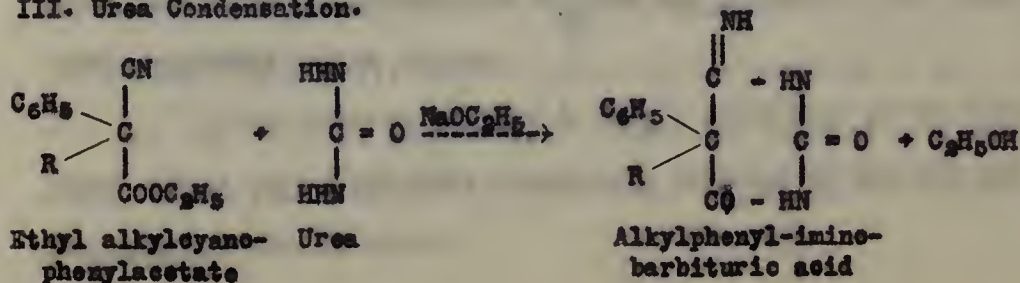 III. Urea Condensation.
NH
CN HHN C - HN
C6H5 C6H5
C + C = O NaOC2H5 C C = O + C2H5OH
R R
COOC2H5 HHN CO - HN
Ethyl alkylcyano- Urea Alkylphenyl-imino-
phenylacetate barbituric acid